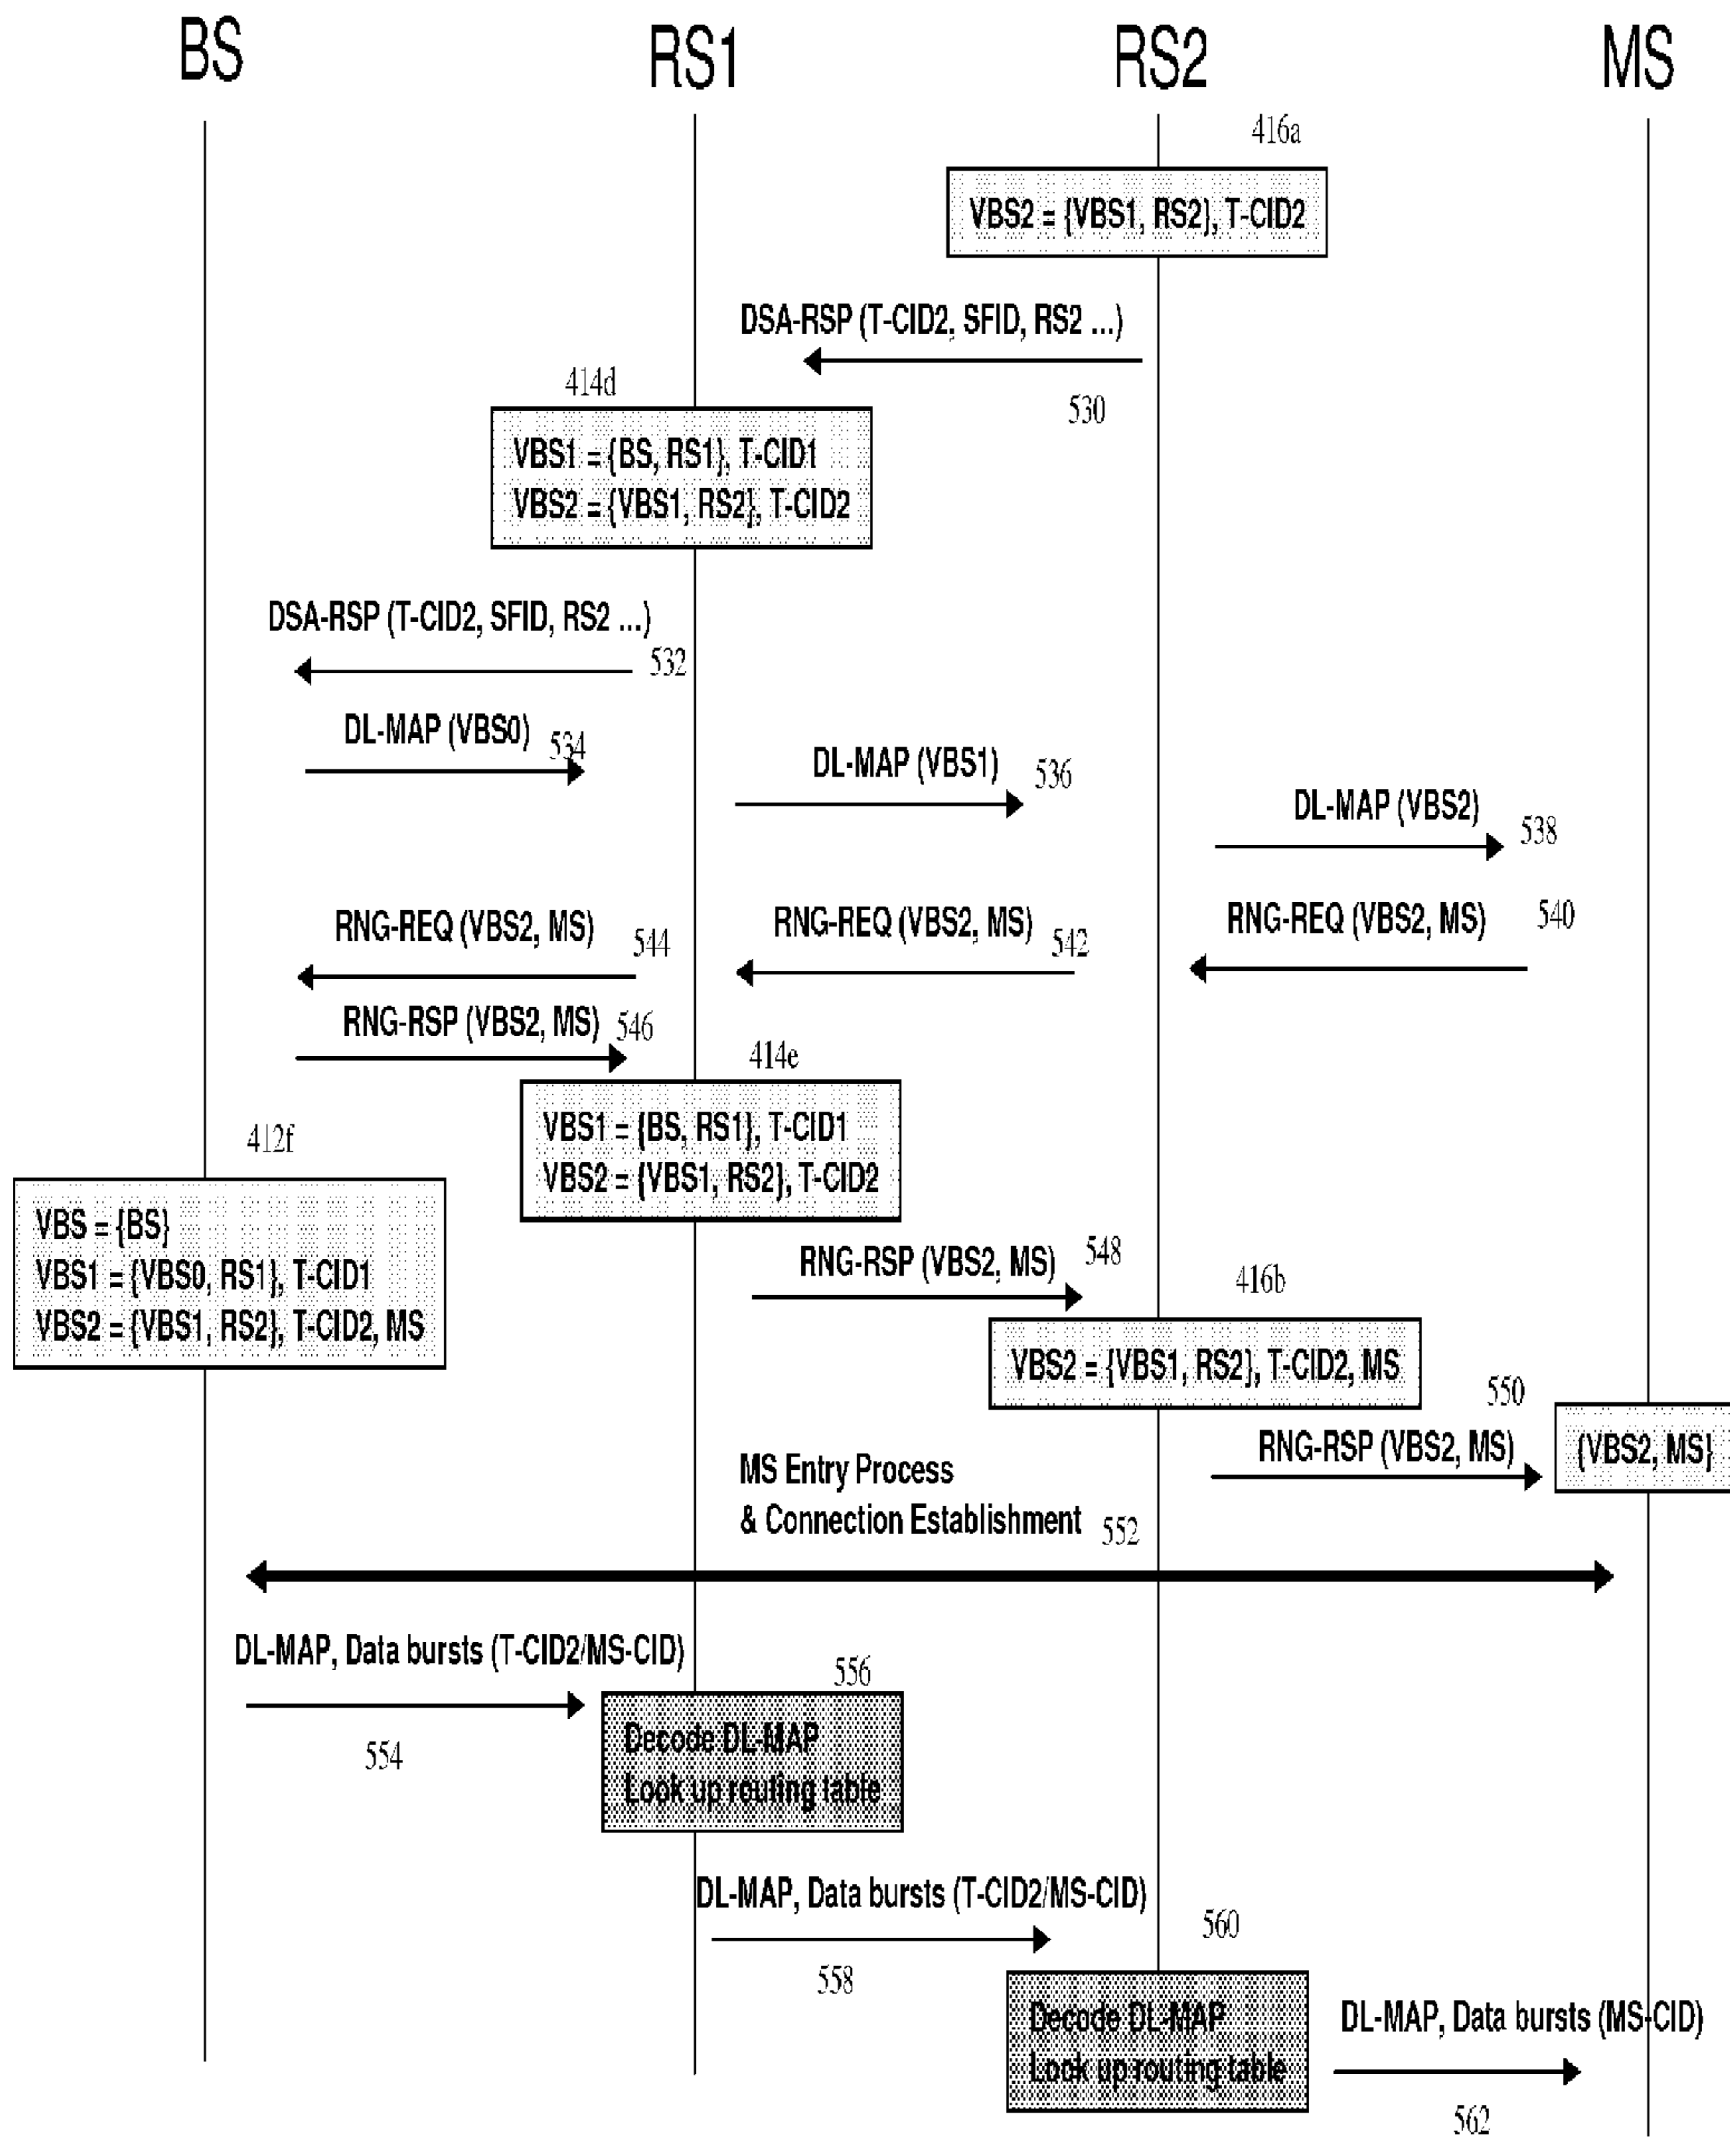 BS
RS1
RS2
MS
416a
VBS2 = {VBS1, RS2}, T-CID2
DSA-RSP (T-CID2, SFID, RS2 ...)
530
414d
VBS1 = {BS, RS1}, T-CID1
VBS2 = {VBS1, RS2}, T-CID2
DSA-RSP (T-CID2, SFID, RS2 ...)
532
DL-MAP (VBS0)
534
DL-MAP (VBS1)
536
DL-MAP (VBS2)
538
RNG-REQ (VBS2, MS)
540
RNG-REQ (VBS2, MS)
542
RNG-REQ (VBS2, MS)
544
RNG-RSP (VBS2, MS)
546
414e
VBS1 = {BS, RS1}, T-CID1
VBS2 = {VBS1, RS2}, T-CID2
412f
VBS = {BS}
VBS1 = {VBS0, RS1}, T-CID1
VBS2 = {VBS1, RS2}, T-CID2, MS
RNG-RSP (VBS2, MS)
548
416b
VBS2 = {VBS1, RS2}, T-CID2, MS
RNG-RSP (VBS2, MS)
550
{VBS2, MS}
MS Entry Process
& Connection Establishment
552
DL-MAP, Data bursts (T-CID2/MS-CID)
554
556
Decode DL-MAP
Look up routing table
DL-MAP, Data bursts (T-CID2/MS-CID)
558
560
Decode DL-MAP
Look up routing table
DL-MAP, Data bursts (MS-CID)
562